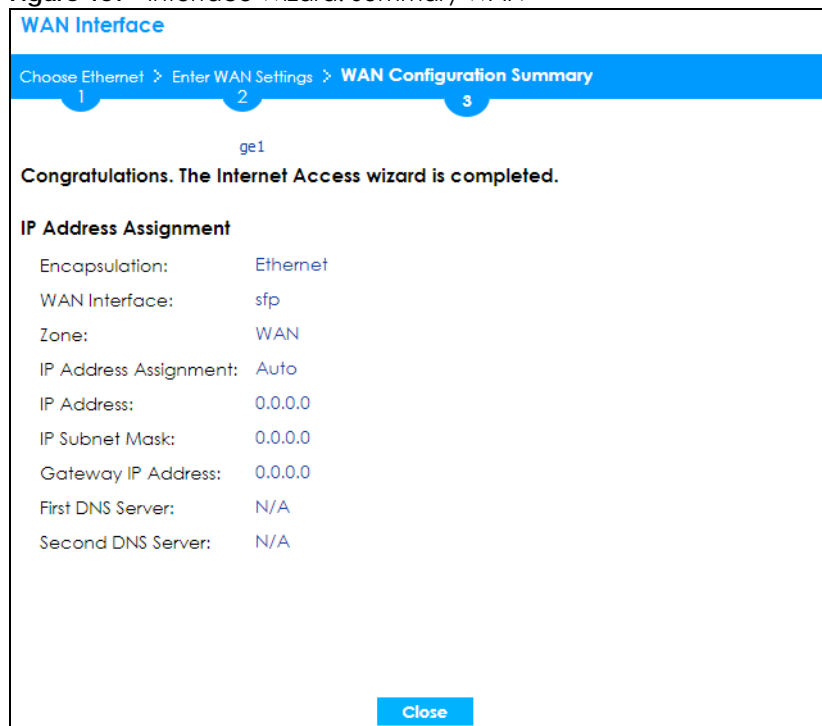 WAN Interface
Choose Ethernet > Enter WAN Settings > WAN Configuration Summary
1 2 3
ge1
Congratulations. The Internet Access wizard is completed.
IP Address Assignment
Encapsulation: Ethernet
WAN Interface: sfp
Zone: WAN
IP Address Assignment: Auto
IP Address: 0.0.0.0
IP Subnet Mask: 0.0.0.0
Gateway IP Address: 0.0.0.0
First DNS Server: N/A
Second DNS Server: N/A
Close